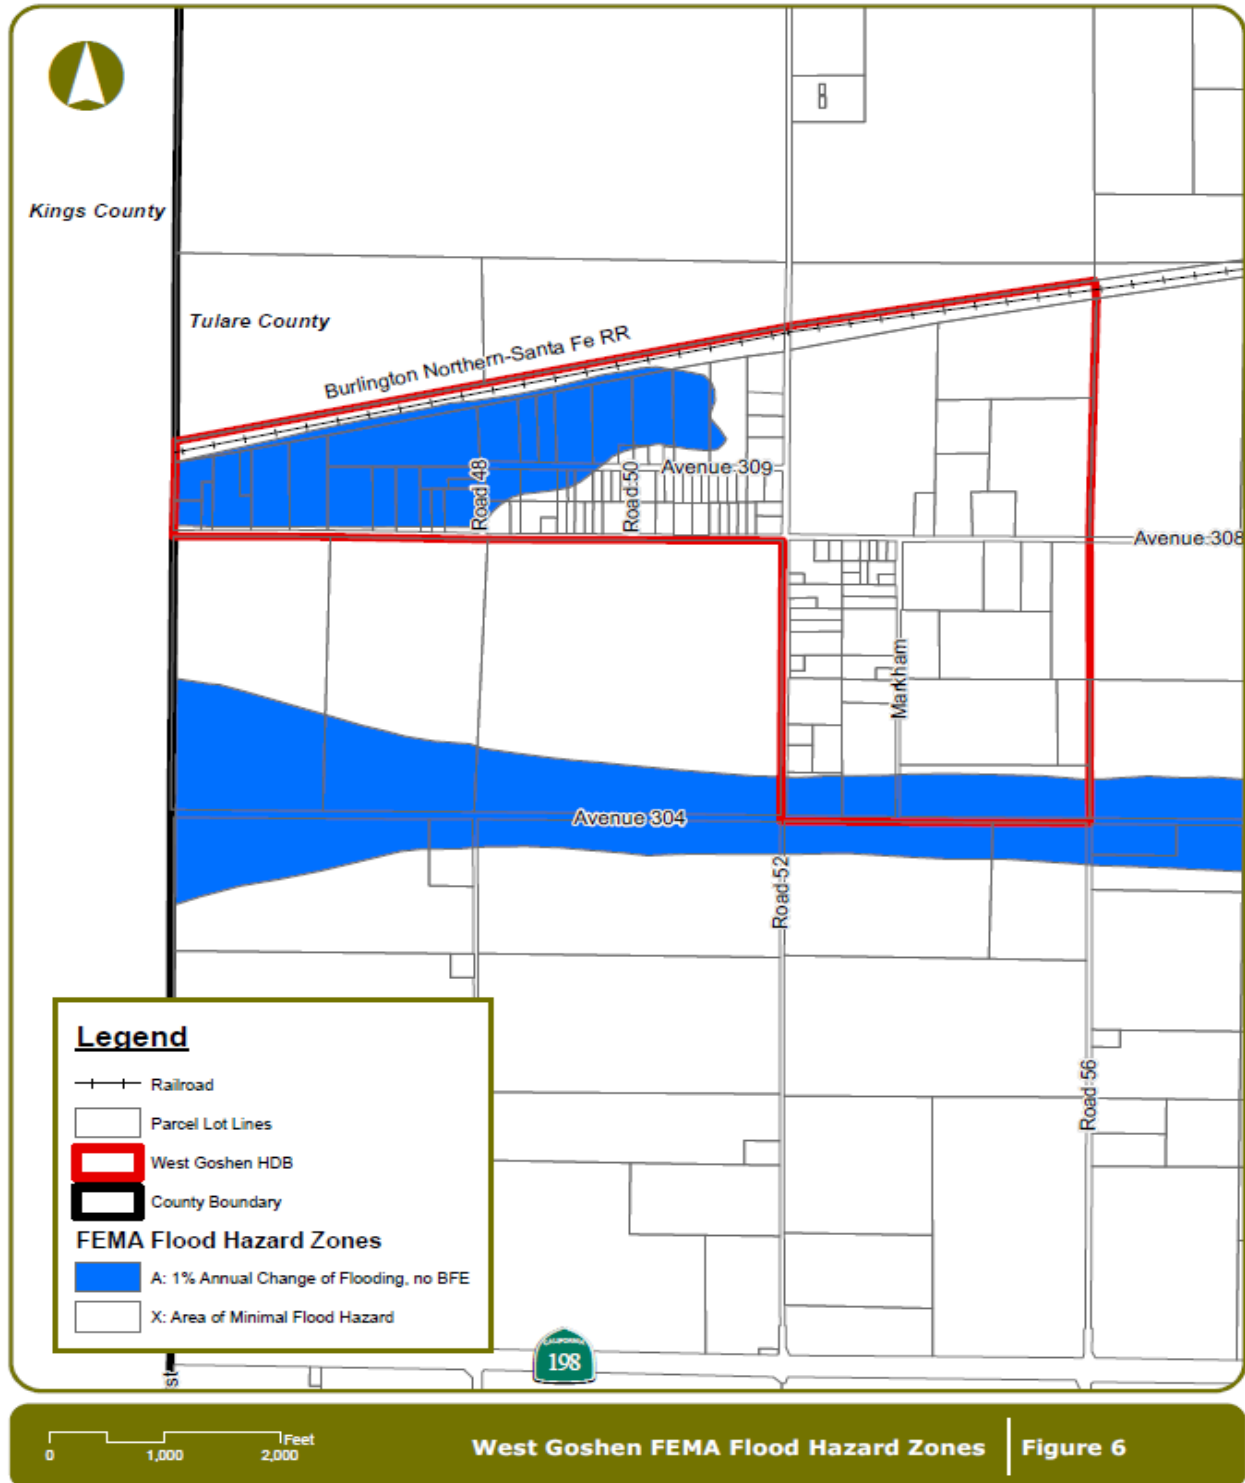 Kings County
Tulare County
Burlington Northern-Santa Fe RR
Avenue 309
Road 48
Road 50
Avenue 308
Markham
Avenue 304
Road 52
Road 56
Legend
Railroad
Parcel Lot Lines
West Goshen HDB
County Boundary
FEMA Flood Hazard Zones
A: 1% Annual Change of Flooding, no BFE
X: Area of Minimal Flood Hazard
CALIFORNIA
198
st
Feet
0 1,000 2,000
West Goshen FEMA Flood Hazard Zones Figure 6